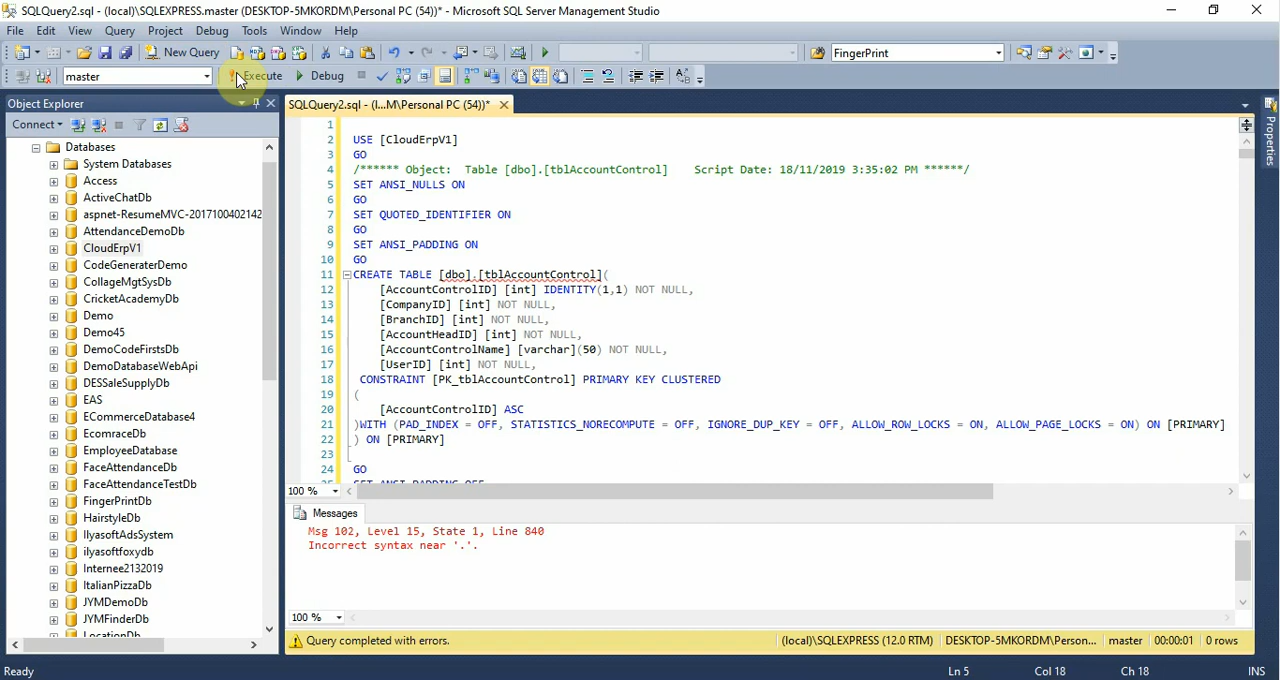 SQLQuery2.sql - (local)\SQLEXPRESS.master (DESKTOP-5MKORDM\Personal PC (54))* - Microsoft SQL Server Management Studio
File Edit View Query Project Debug Tools Window Help
New Query FingerPrint
master Execute Debug
Object Explorer
Connect
Databases
System Databases
Access
ActiveChatDb
aspnet-ResumeMVC-2017100402142
AttendanceDemoDb
CloudErpV1
CodeGeneraterDemo
CollageMgtSysDb
CricketAcademyDb
Demo
Demo45
DemoCodeFirstsDb
DemoDatabaseWebApi
DESSaleSupplyDb
EAS
ECommerceDatabase4
EcomraceDb
EmployeeDatabase
FaceAttendanceDb
FaceAttendanceTestDb
FingerPrintDb
HairstyleDb
IlyasoftAdsSystem
ilyasoftfoxydb
Internee2132019
ItalianPizzaDb
JYMDemoDb
JYMFinderDb
LocationDb
SQLQuery2.sql - (l...M\Personal PC (54))*
1
2 USE [CloudErpV1]
3 GO
4 /****** Object: Table [dbo].[tblAccountControl] Script Date: 18/11/2019 3:35:02 PM ******/
5 SET ANSI_NULLS ON
6 GO
7 SET QUOTED_IDENTIFIER ON
8 GO
9 SET ANSI_PADDING ON
10 GO
11 CREATE TABLE [dbo].[tblAccountControl](
12 [AccountControlID] [int] IDENTITY(1,1) NOT NULL,
13 [CompanyID] [int] NOT NULL,
14 [BranchID] [int] NOT NULL,
15 [AccountHeadID] [int] NOT NULL,
16 [AccountControlName] [varchar](50) NOT NULL,
17 [UserID] [int] NOT NULL,
18 CONSTRAINT [PK_tblAccountControl] PRIMARY KEY CLUSTERED
19 (
20 [AccountControlID] ASC
21 )WITH (PAD_INDEX = OFF, STATISTICS_NORECOMPUTE = OFF, IGNORE_DUP_KEY = OFF, ALLOW_ROW_LOCKS = ON, ALLOW_PAGE_LOCKS = ON) ON [PRIMARY]
22 ) ON [PRIMARY]
23
24 GO
25 SET ANSI_PADDING OFF
100 %
Messages
Msg 102, Level 15, State 1, Line 840
Incorrect syntax near '.'.
100 %
Query completed with errors. (local)\SQLEXPRESS (12.0 RTM) DESKTOP-5MKORDM\Person... master 00:00:01 0 rows
Ready Ln 5 Col 18 Ch 18 INS
Properties